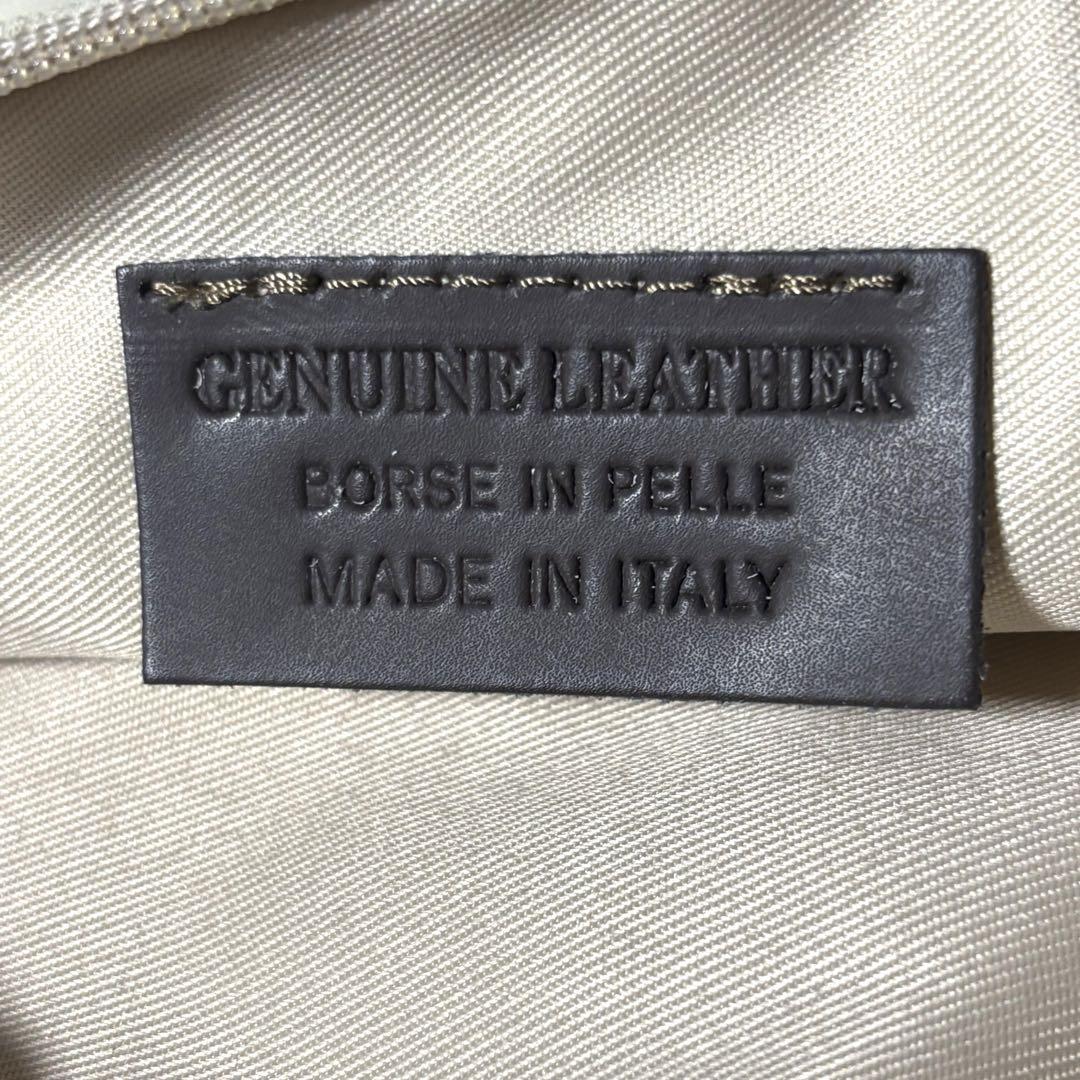 GENUINE LEATHER
BORSE IN PELLE
MADE IN ITALY